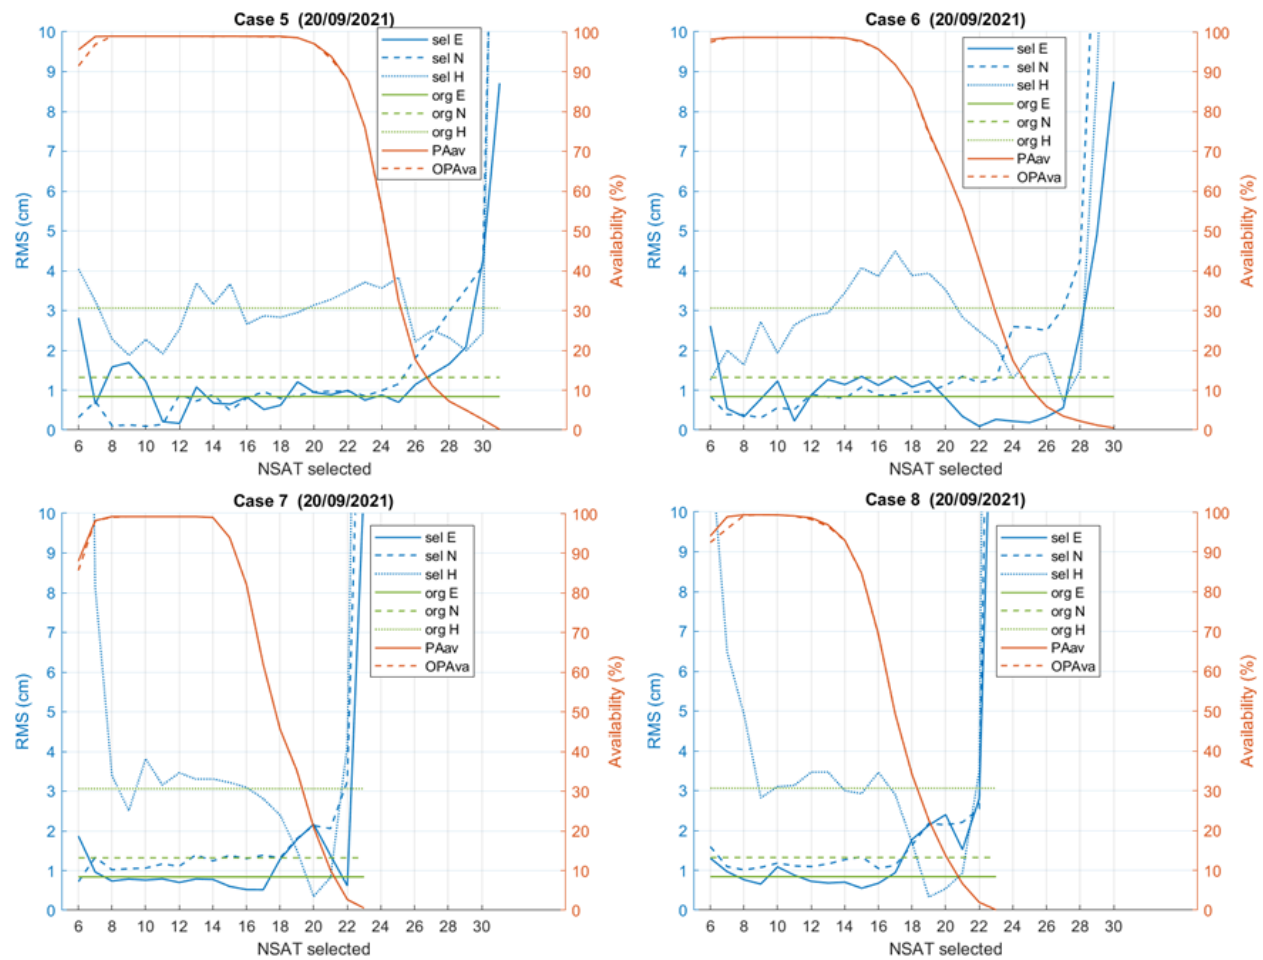 Case 5 (20/09/2021)
10
9
8
7
6
5
4
3
2
1
0
RMS (cm)
6 8 10 12 14 16 18 20 22 24 26 28 30
NSAT selected
100
90
80
70
60
50
40
30
20
10
0
Availability (%)
sel E
sel N
sel H
org E
org N
org H
PAav
OPAva
Case 6 (20/09/2021)
10
9
8
7
6
5
4
3
2
1
0
RMS (cm)
6 8 10 12 14 16 18 20 22 24 26 28 30
NSAT selected
100
90
80
70
60
50
40
30
20
10
0
Availability (%)
sel E
sel N
sel H
org E
org N
org H
PAav
OPAva
Case 7 (20/09/2021)
10
9
8
7
6
5
4
3
2
1
0
RMS (cm)
6 8 10 12 14 16 18 20 22 24 26 28 30
NSAT selected
100
90
80
70
60
50
40
30
20
10
0
Availability (%)
sel E
sel N
sel H
org E
org N
org H
PAav
OPAva
Case 8 (20/09/2021)
10
9
8
7
6
5
4
3
2
1
0
RMS (cm)
6 8 10 12 14 16 18 20 22 24 26 28 30
NSAT selected
100
90
80
70
60
50
40
30
20
10
0
Availability (%)
sel E
sel N
sel H
org E
org N
org H
PAav
OPAva